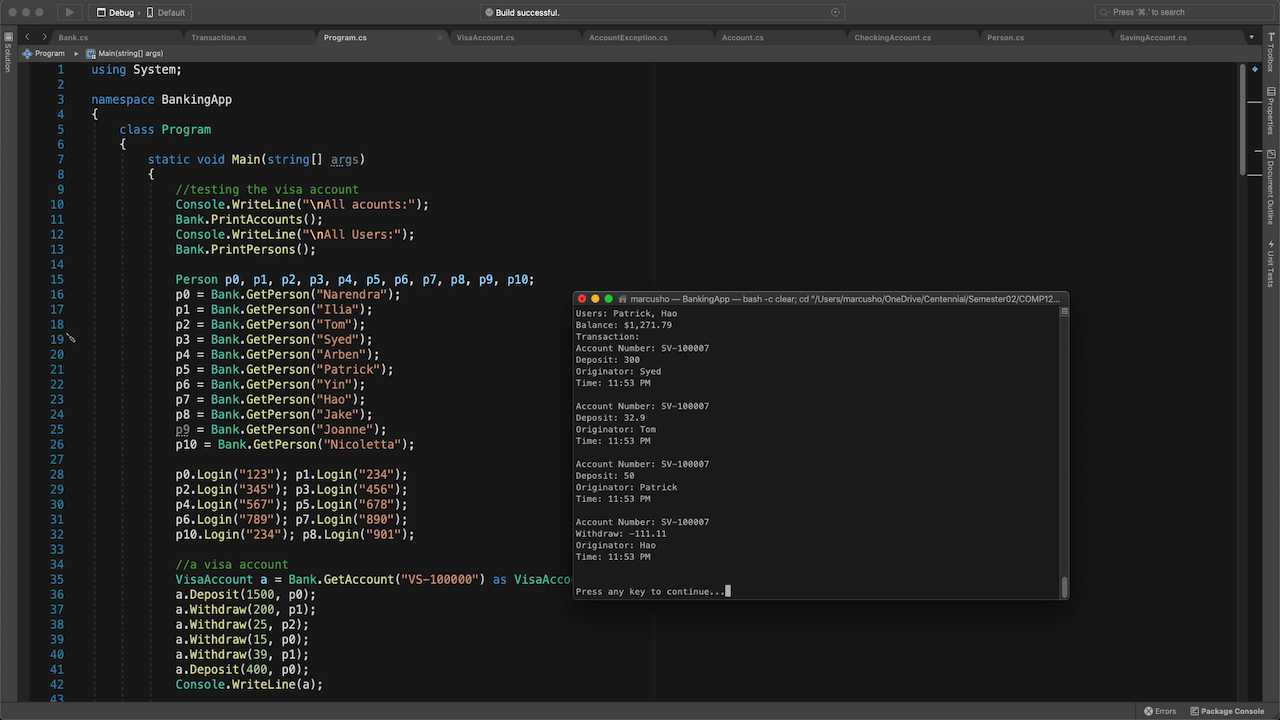 Debug › Default
Build successful.
Press '⌘.' to search
Bank.cs Transaction.cs Program.cs VisaAccount.cs AccountException.cs Account.cs CheckingAccount.cs Person.cs SavingAccount.cs
Program Main(string[] args)
Solution
Toolbox
Properties
Document Outline
Unit Tests
1 using System;
2
3 namespace BankingApp
4 {
5 class Program
6 {
7 static void Main(string[] args)
8 {
9 //testing the visa account
10 Console.WriteLine("\nAll acounts:");
11 Bank.PrintAccounts();
12 Console.WriteLine("\nAll Users:");
13 Bank.PrintPersons();
14
15 Person p0, p1, p2, p3, p4, p5, p6, p7, p8, p9, p10;
16 p0 = Bank.GetPerson("Narendra");
17 p1 = Bank.GetPerson("Ilia");
18 p2 = Bank.GetPerson("Tom");
19 p3 = Bank.GetPerson("Syed");
20 p4 = Bank.GetPerson("Arben");
21 p5 = Bank.GetPerson("Patrick");
22 p6 = Bank.GetPerson("Yin");
23 p7 = Bank.GetPerson("Hao");
24 p8 = Bank.GetPerson("Jake");
25 p9 = Bank.GetPerson("Joanne");
26 p10 = Bank.GetPerson("Nicoletta");
27
28 p0.Login("123"); p1.Login("234");
29 p2.Login("345"); p3.Login("456");
30 p4.Login("567"); p5.Login("678");
31 p6.Login("789"); p7.Login("890");
32 p10.Login("234"); p8.Login("901");
33
34 //a visa account
35 VisaAccount a = Bank.GetAccount("VS-100000") as VisaAccou
36 a.Deposit(1500, p0);
37 a.Withdraw(200, p1);
38 a.Withdraw(25, p2);
39 a.Withdraw(15, p0);
40 a.Withdraw(39, p1);
41 a.Deposit(400, p0);
42 Console.WriteLine(a);
43
marcusho — BankingApp — bash -c clear; cd "/Users/marcusho/OneDrive/Centennial/Semester02/COMP12...
Users: Patrick, Hao
Balance: $1,271.79
Transaction:
Account Number: SV-100007
Deposit: 300
Originator: Syed
Time: 11:53 PM
Account Number: SV-100007
Deposit: 32.9
Originator: Tom
Time: 11:53 PM
Account Number: SV-100007
Deposit: 50
Originator: Patrick
Time: 11:53 PM
Account Number: SV-100007
Withdraw: -111.11
Originator: Hao
Time: 11:53 PM
Press any key to continue...
Errors Package Console